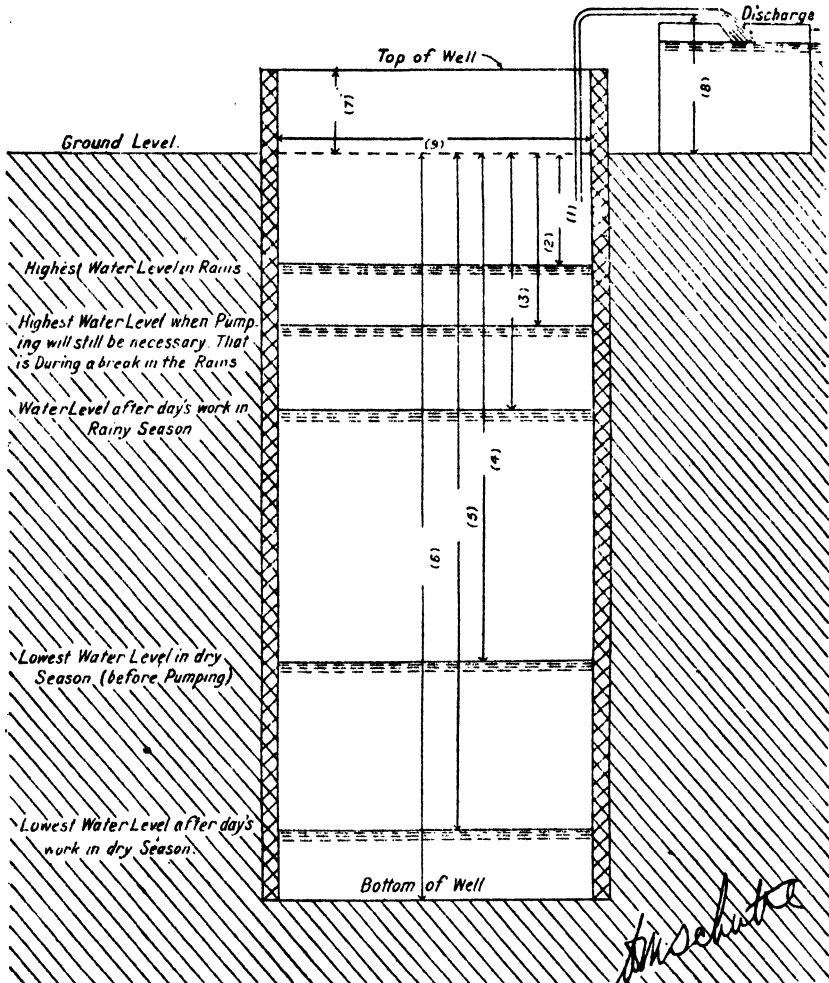 Discharge
Top of Well
(7)
(8)
Ground Level.
(9)
(1)
(2)
Highest Water Level in Rains
(3)
Highest Water Level when Pump-
ing will still be necessary. That
is During a break in the Rains
Water Level after day's work in
Rainy Season
(4)
(5)
(6)
Lowest Water Level in dry
Season (before Pumping)
Lowest Water Level after day's
work in dry Season.
Bottom of Well